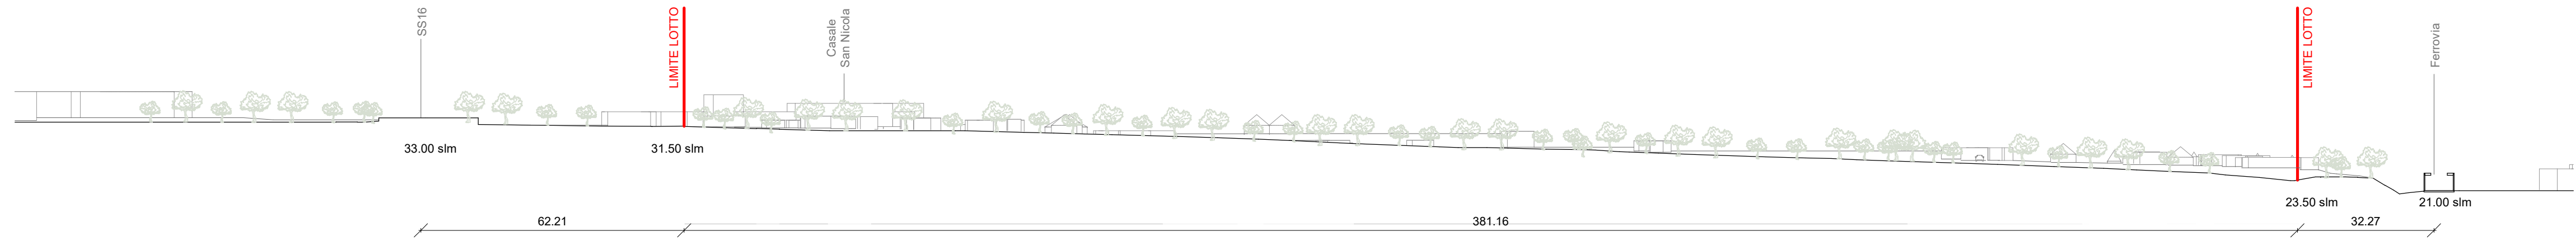 SS16
LIMITE LOTTO
Casale
San Nicola
LIMITE LOTTO
Ferrovia
33.00 slm
31.50 slm
23.50 slm
21.00 slm
62.21
381.16
32.27